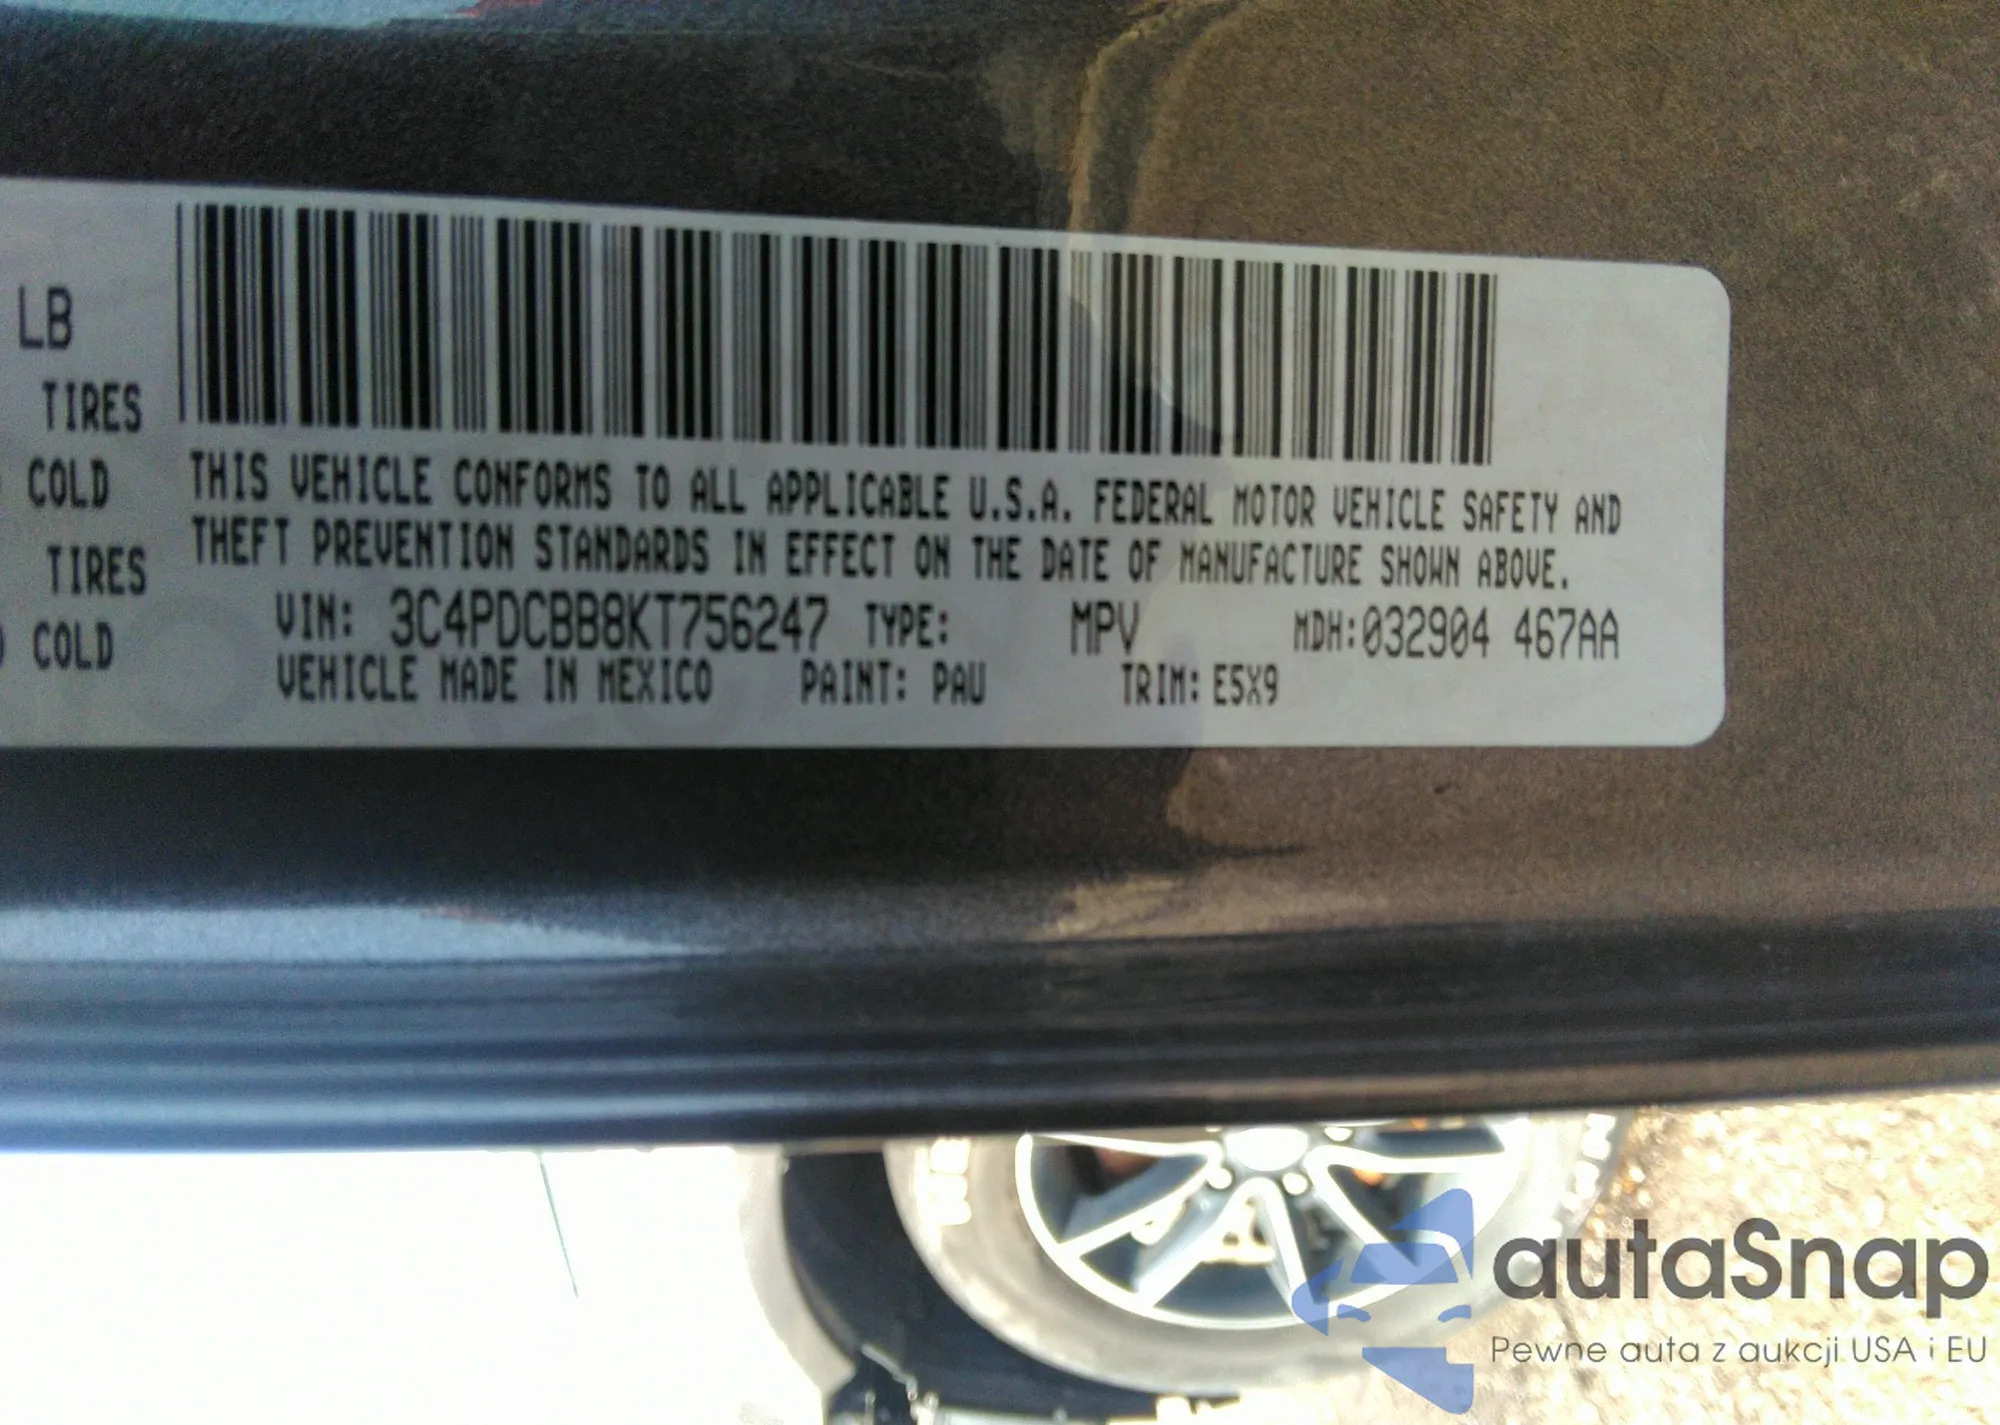 LB
TIRES
COLD
TIRES
COLD
THIS VEHICLE CONFORMS TO ALL APPLICABLE U.S.A. FEDERAL MOTOR VEHICLE SAFETY AND
THEFT PREVENTION STANDARDS IN EFFECT ON THE DATE OF MANUFACTURE SHOWN ABOVE.
VIN: 3C4PDCBB8KT756247 TYPE: MPV MDH:032904 467AA
VEHICLE MADE IN MEXICO PAINT: PAU TRIM: E5X9
autaSnap
Pewne auta z aukcji USA i EU